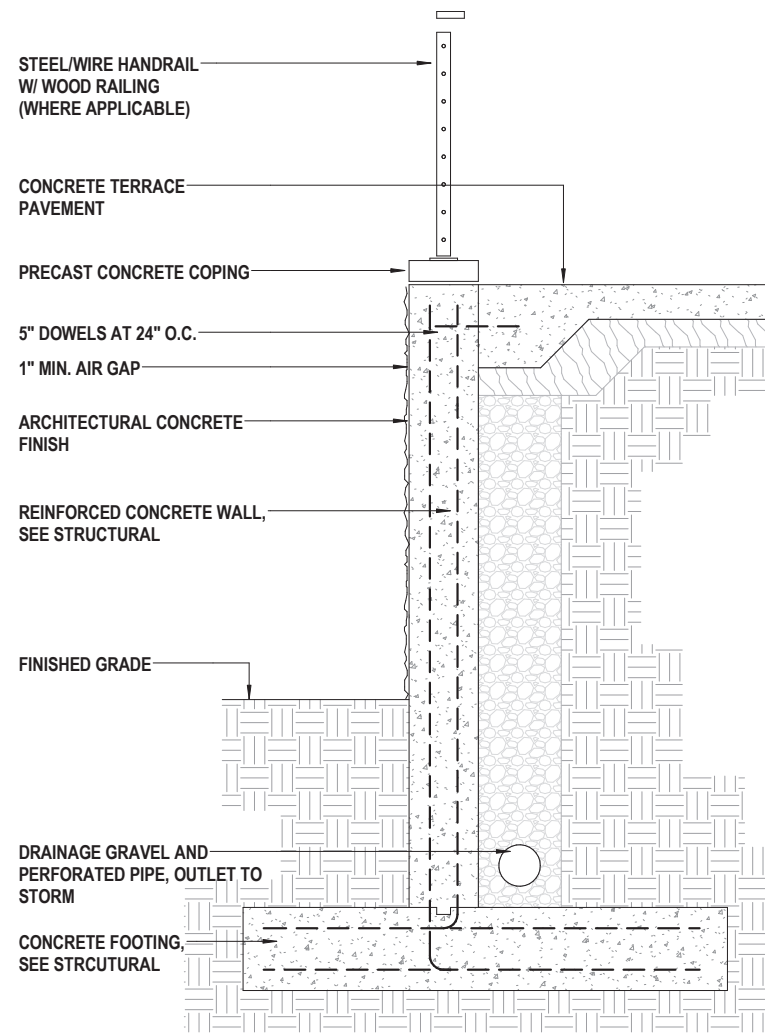 STEEL/WIRE HANDRAIL
W/ WOOD RAILING
(WHERE APPLICABLE)
CONCRETE TERRACE
PAVEMENT
PRECAST CONCRETE COPING
5" DOWELS AT 24" O.C.
1" MIN. AIR GAP
ARCHITECTURAL CONCRETE
FINISH
REINFORCED CONCRETE WALL,
SEE STRUCTURAL
FINISHED GRADE
DRAINAGE GRAVEL AND
PERFORATED PIPE, OUTLET TO
STORM
CONCRETE FOOTING,
SEE STRCUTURAL